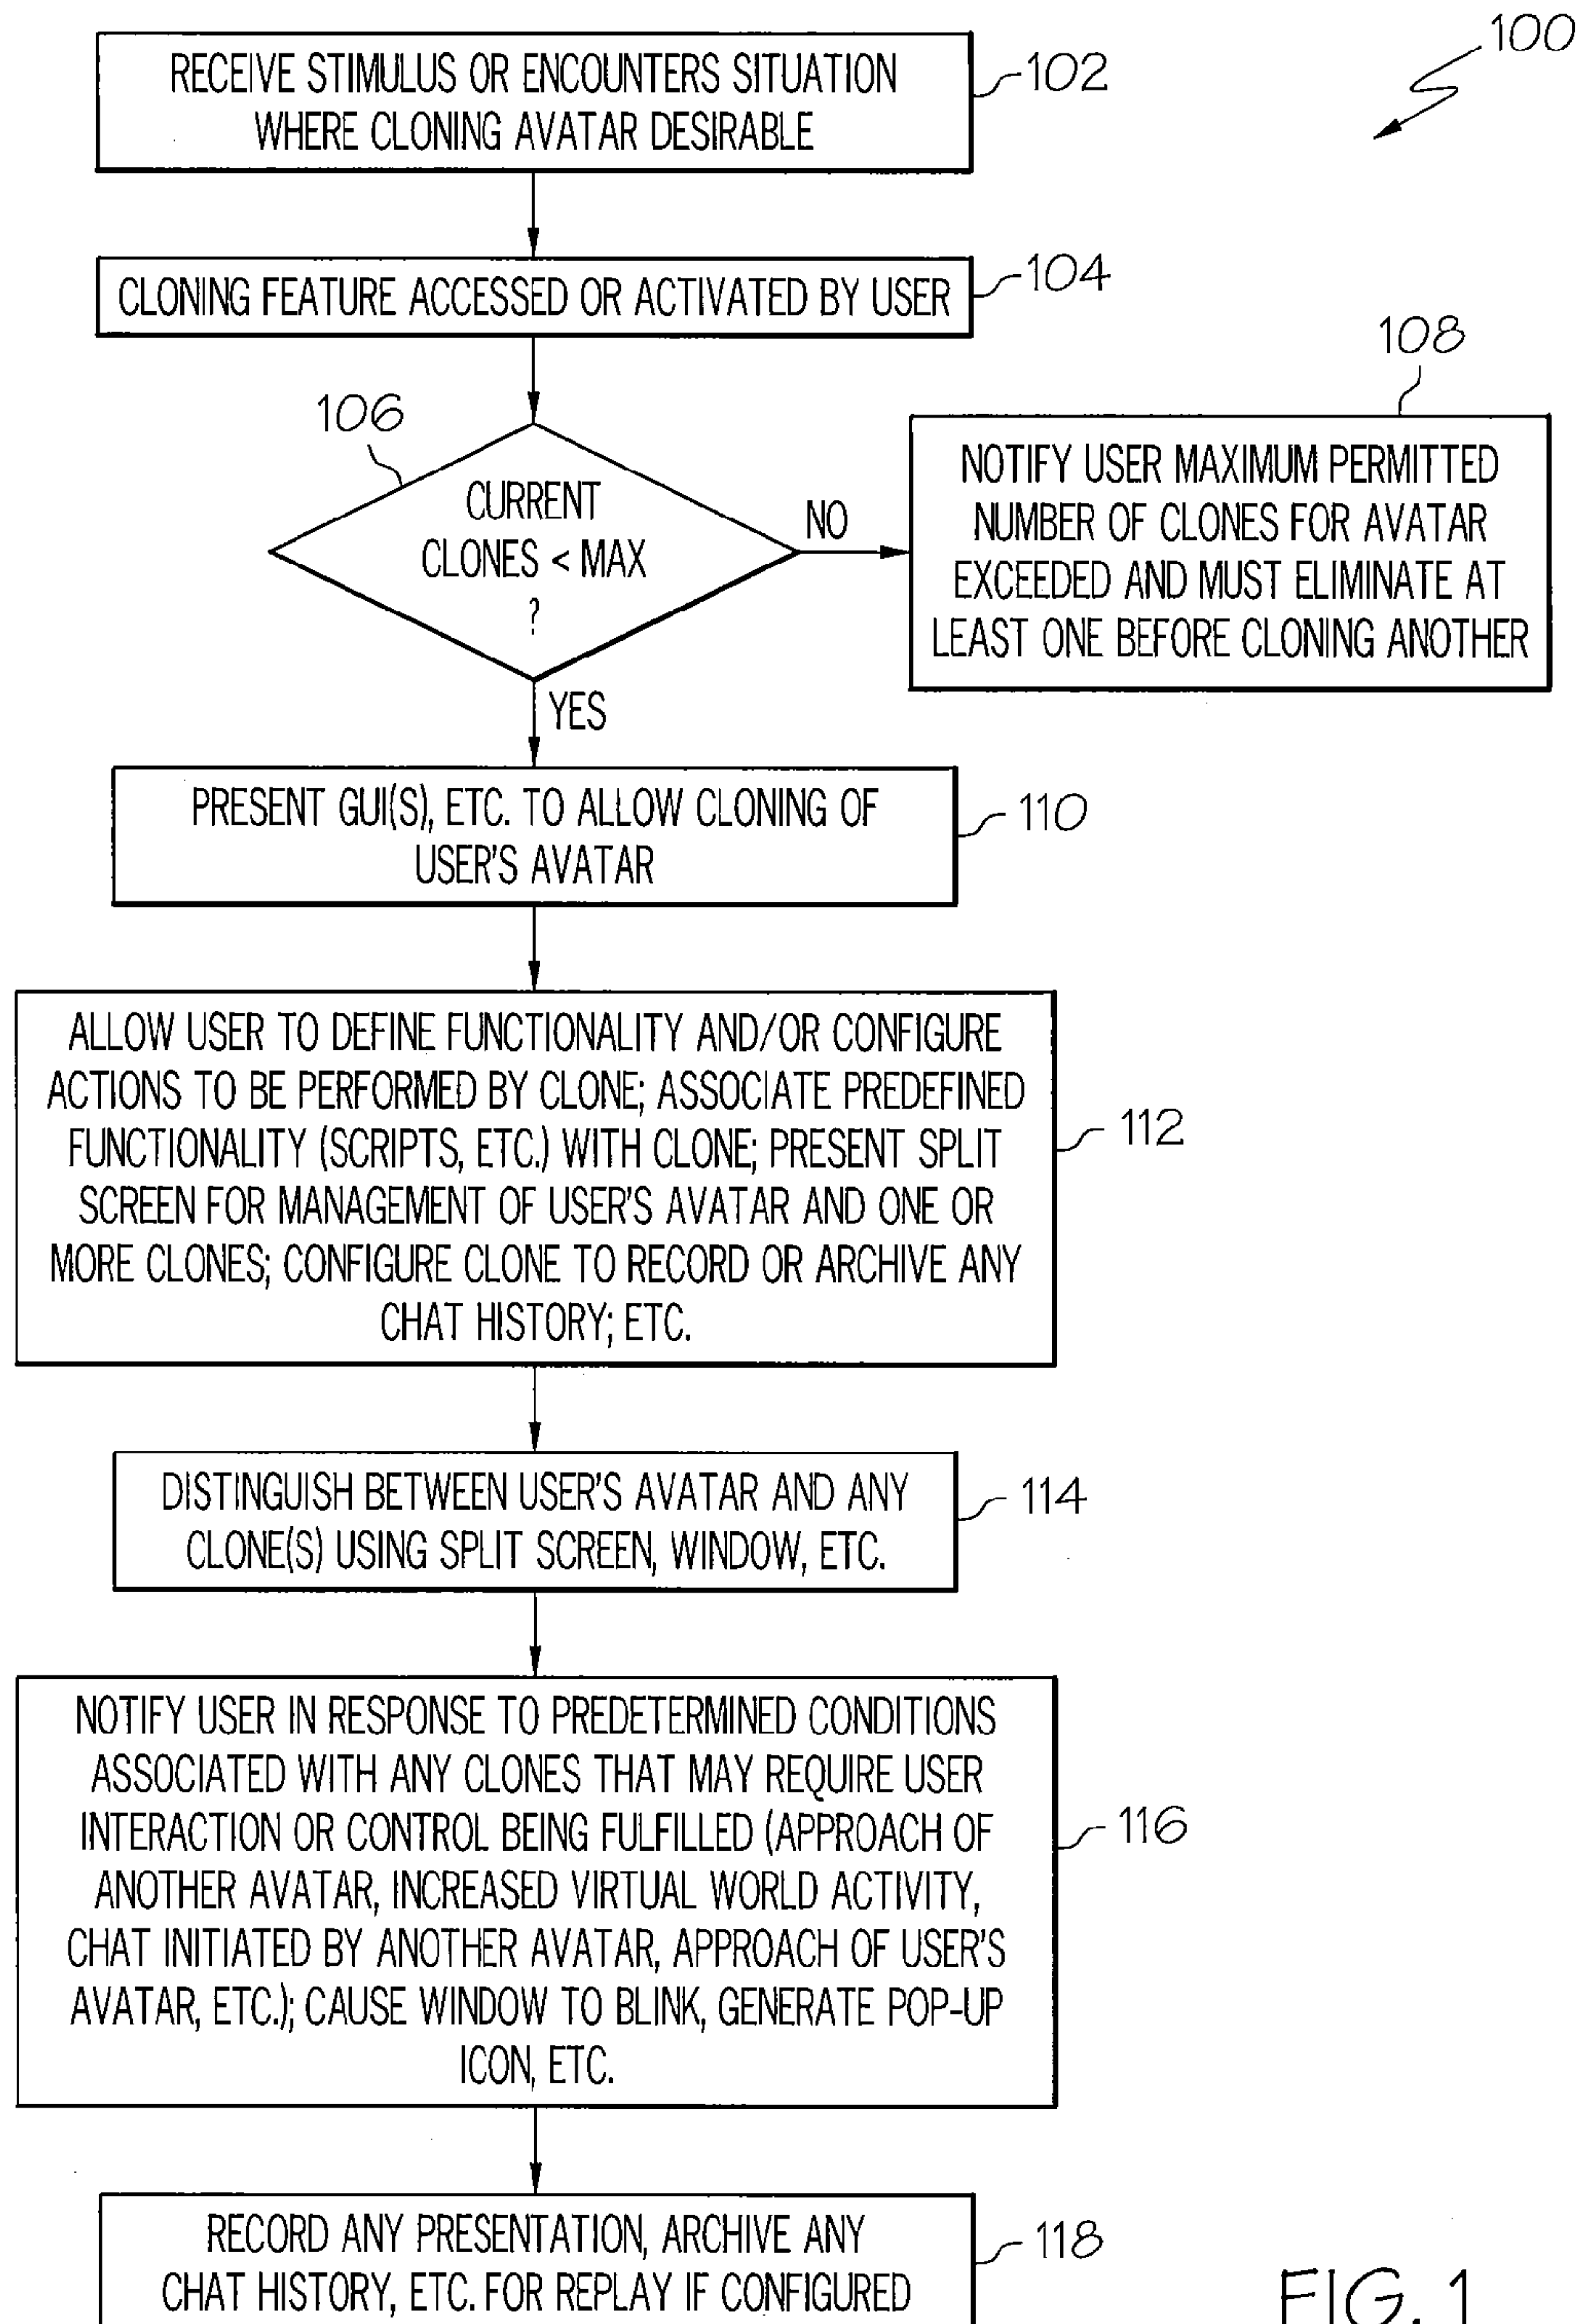 100
RECEIVE STIMULUS OR ENCOUNTERS SITUATION
WHERE CLONING AVATAR DESIRABLE
102
CLONING FEATURE ACCESSED OR ACTIVATED BY USER
104
106
CURRENT
CLONES < MAX
?
NO
YES
108
NOTIFY USER MAXIMUM PERMITTED
NUMBER OF CLONES FOR AVATAR
EXCEEDED AND MUST ELIMINATE AT
LEAST ONE BEFORE CLONING ANOTHER
PRESENT GUI(S), ETC. TO ALLOW CLONING OF
USER'S AVATAR
110
ALLOW USER TO DEFINE FUNCTIONALITY AND/OR CONFIGURE
ACTIONS TO BE PERFORMED BY CLONE; ASSOCIATE PREDEFINED
FUNCTIONALITY (SCRIPTS, ETC.) WITH CLONE; PRESENT SPLIT
SCREEN FOR MANAGEMENT OF USER'S AVATAR AND ONE OR
MORE CLONES; CONFIGURE CLONE TO RECORD OR ARCHIVE ANY
CHAT HISTORY; ETC.
112
DISTINGUISH BETWEEN USER'S AVATAR AND ANY
CLONE(S) USING SPLIT SCREEN, WINDOW, ETC.
114
NOTIFY USER IN RESPONSE TO PREDETERMINED CONDITIONS
ASSOCIATED WITH ANY CLONES THAT MAY REQUIRE USER
INTERACTION OR CONTROL BEING FULFILLED (APPROACH OF
ANOTHER AVATAR, INCREASED VIRTUAL WORLD ACTIVITY,
CHAT INITIATED BY ANOTHER AVATAR, APPROACH OF USER'S
AVATAR, ETC.); CAUSE WINDOW TO BLINK, GENERATE POP-UP
ICON, ETC.
116
RECORD ANY PRESENTATION, ARCHIVE ANY
CHAT HISTORY, ETC. FOR REPLAY IF CONFIGURED
118
FIG. 1